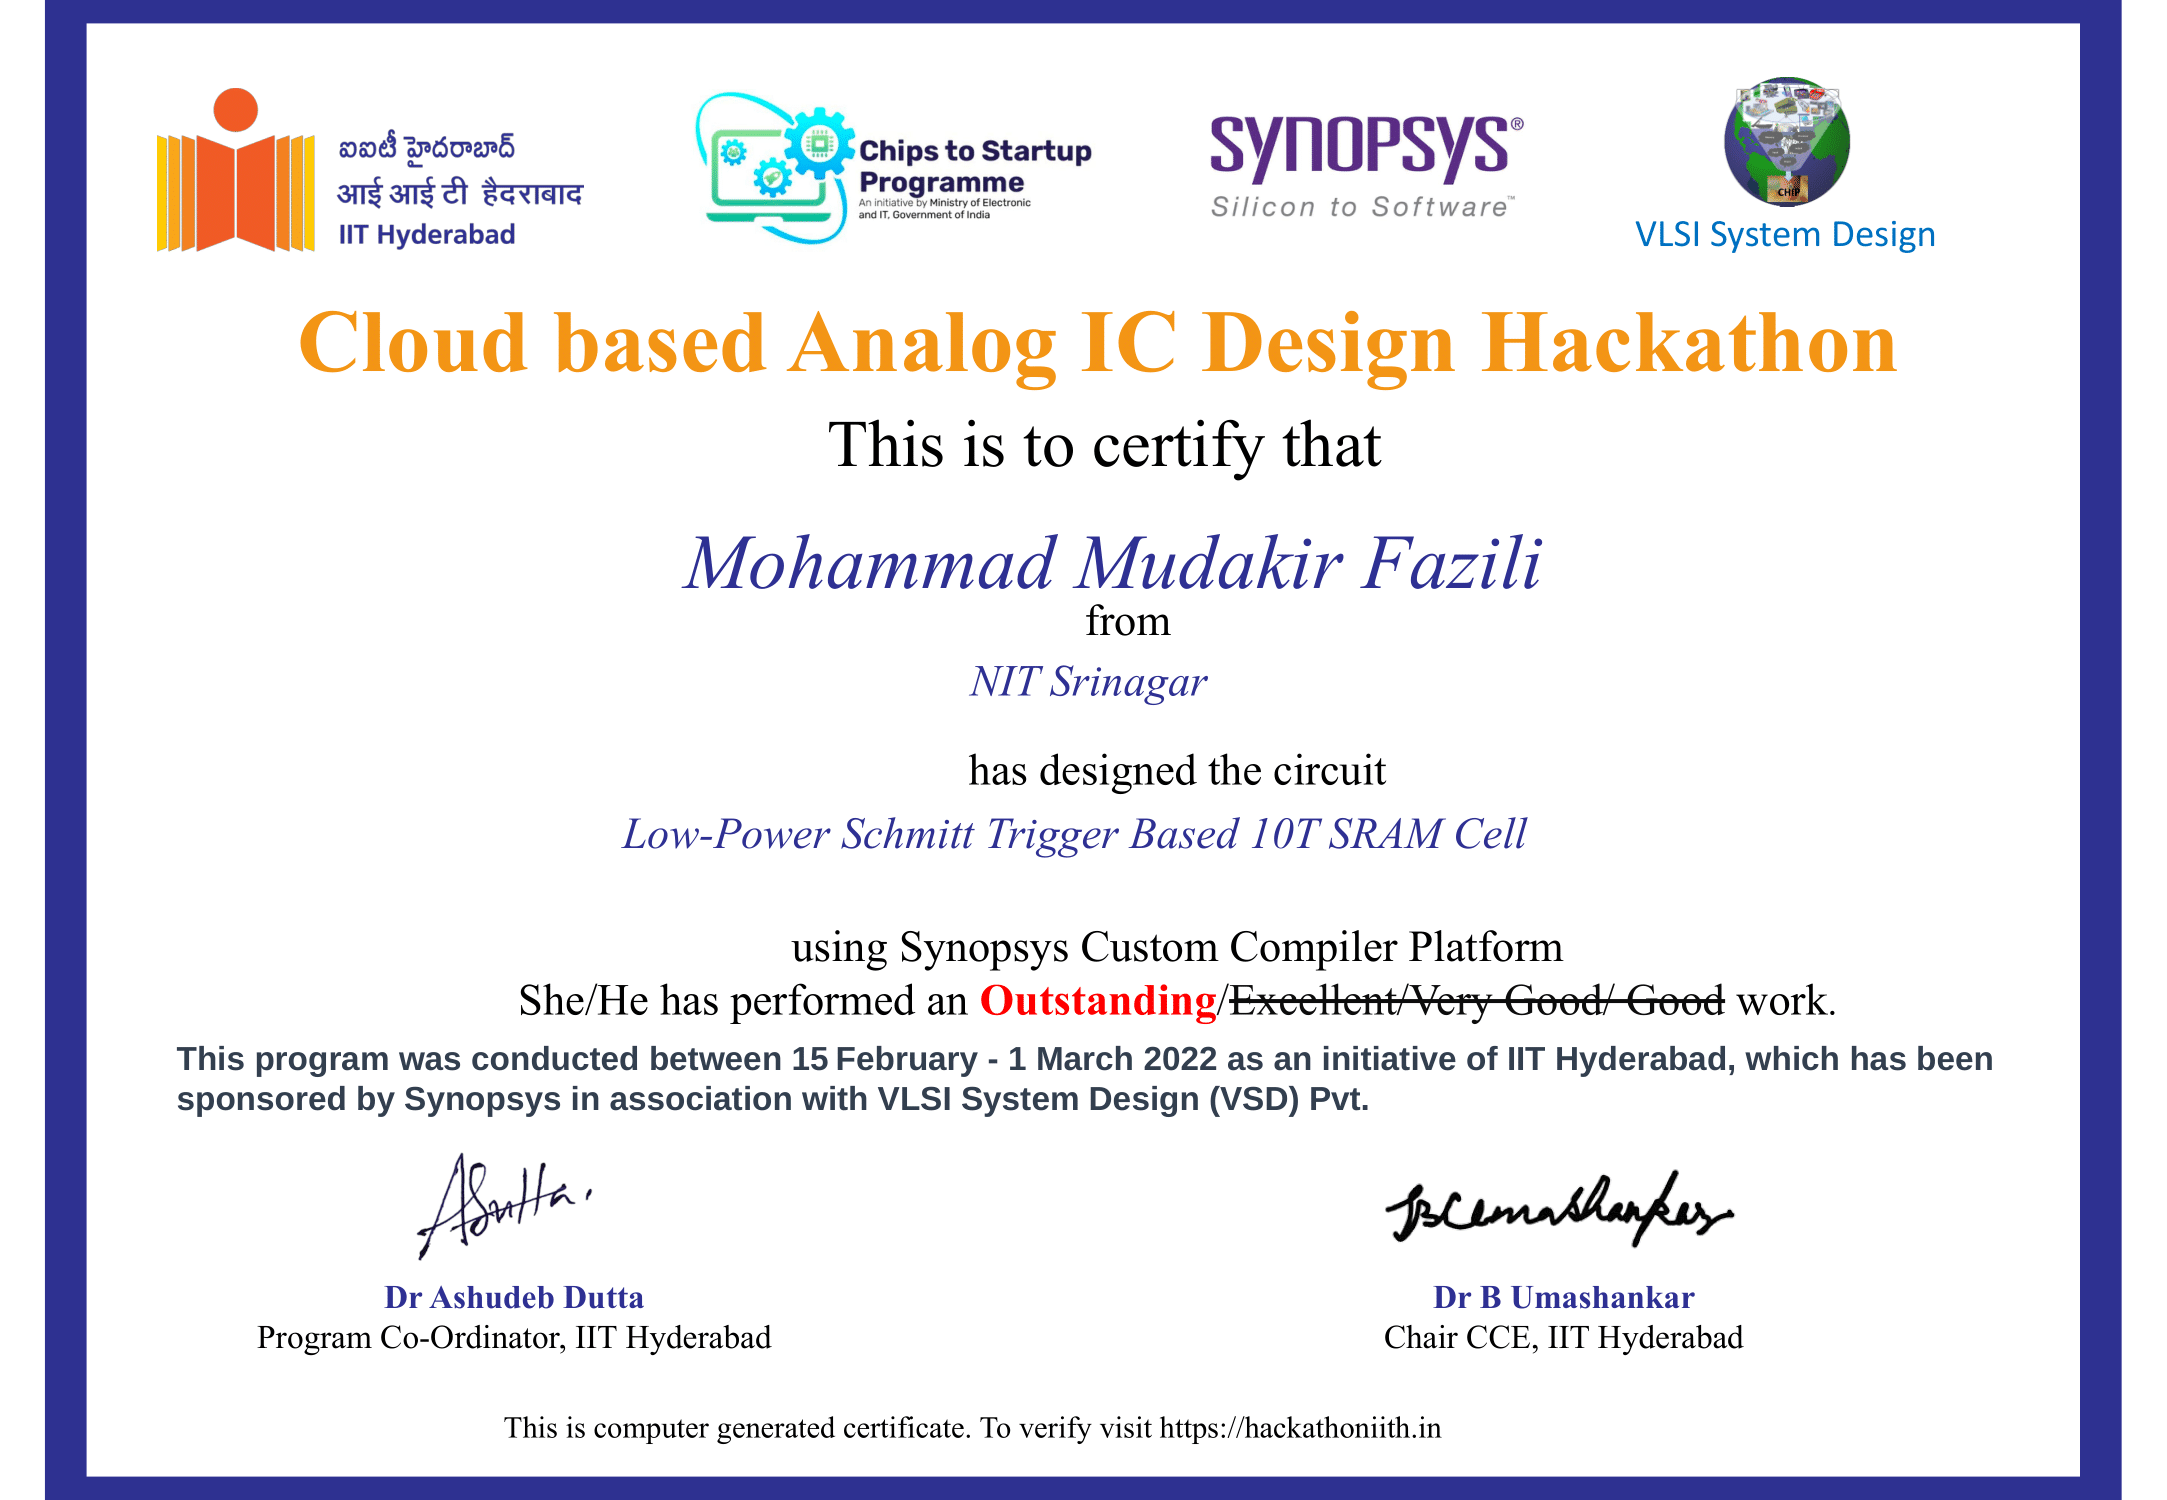 ఐఐటీ హైదరాబాద్
आई आई टी हैदराबाद
IIT Hyderabad
Chips to Startup
Programme
An initiative by Ministry of Electronic
and IT, Government of India
SYNOPSYS®
Silicon to Software™
CHIP
VLSI System Design
Cloud based Analog IC Design Hackathon
This is to certify that
Mohammad Mudakir Fazili
from
NIT Srinagar
has designed the circuit
Low-Power Schmitt Trigger Based 10T SRAM Cell
using Synopsys Custom Compiler Platform
She/He has performed an Outstanding/Excellent/Very Good/ Good work.
This program was conducted between 15 February - 1 March 2022 as an initiative of IIT Hyderabad, which has been
sponsored by Synopsys in association with VLSI System Design (VSD) Pvt.
Dr Ashudeb Dutta
Program Co-Ordinator, IIT Hyderabad
Dr B Umashankar
Chair CCE, IIT Hyderabad
This is computer generated certificate. To verify visit https://hackathoniith.in